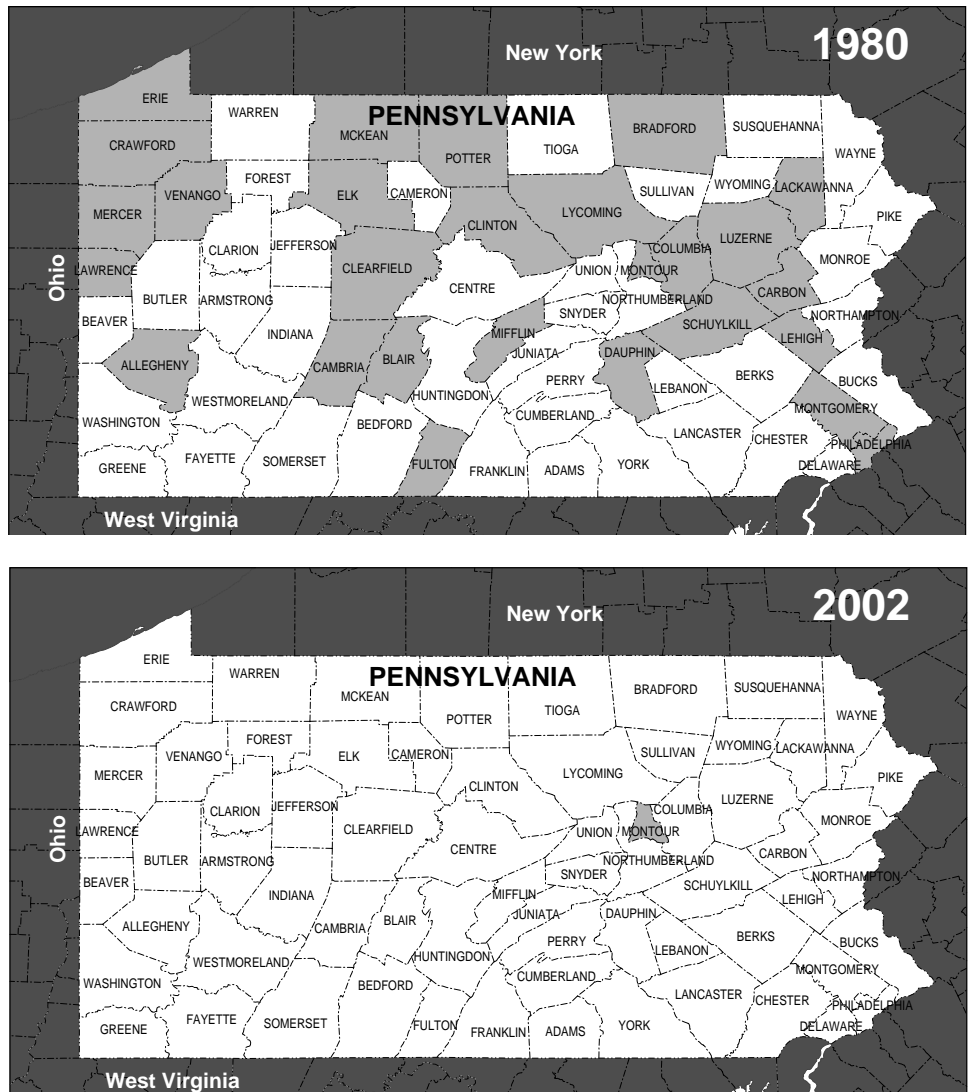 New York
1980
PENNSYLVANIA
ERIE
WARREN
MCKEAN
BRADFORD
SUSQUEHANNA
CRAWFORD
POTTER
TIOGA
WAYNE
FOREST
VENANGO
ELK
CAMERON
SULLIVAN
WYOMING
LACKAWANNA
MERCER
LYCOMING
PIKE
CLARION
JEFFERSON
CLINTON
COLUMBIA
LUZERNE
Ohio
LAWRENCE
CLEARFIELD
UNION
MONTOUR
MONROE
BUTLER
ARMSTRONG
CENTRE
NORTHUMBERLAND
CARBON
BEAVER
SNYDER
SCHUYLKILL
NORTHAMPTON
INDIANA
MIFFLIN
LEHIGH
ALLEGHENY
CAMBRIA
BLAIR
JUNIATA
DAUPHIN
PERRY
BERKS
BUCKS
WESTMORELAND
HUNTINGDON
LEBANON
WASHINGTON
BEDFORD
CUMBERLAND
MONTGOMERY
LANCASTER
CHESTER
PHILADELPHIA
GREENE
FAYETTE
SOMERSET
FULTON
FRANKLIN
ADAMS
YORK
DELAWARE
West Virginia
New York
2002
PENNSYLVANIA
ERIE
WARREN
MCKEAN
BRADFORD
SUSQUEHANNA
CRAWFORD
POTTER
TIOGA
WAYNE
FOREST
VENANGO
ELK
CAMERON
SULLIVAN
WYOMING
LACKAWANNA
MERCER
LYCOMING
PIKE
CLARION
JEFFERSON
CLINTON
COLUMBIA
LUZERNE
Ohio
LAWRENCE
CLEARFIELD
UNION
MONTOUR
MONROE
BUTLER
ARMSTRONG
CENTRE
NORTHUMBERLAND
CARBON
BEAVER
SNYDER
SCHUYLKILL
NORTHAMPTON
INDIANA
MIFFLIN
LEHIGH
ALLEGHENY
CAMBRIA
BLAIR
JUNIATA
DAUPHIN
PERRY
BERKS
BUCKS
WESTMORELAND
HUNTINGDON
LEBANON
WASHINGTON
BEDFORD
CUMBERLAND
MONTGOMERY
LANCASTER
CHESTER
PHILADELPHIA
GREENE
FAYETTE
SOMERSET
FULTON
FRANKLIN
ADAMS
YORK
DELAWARE
West Virginia